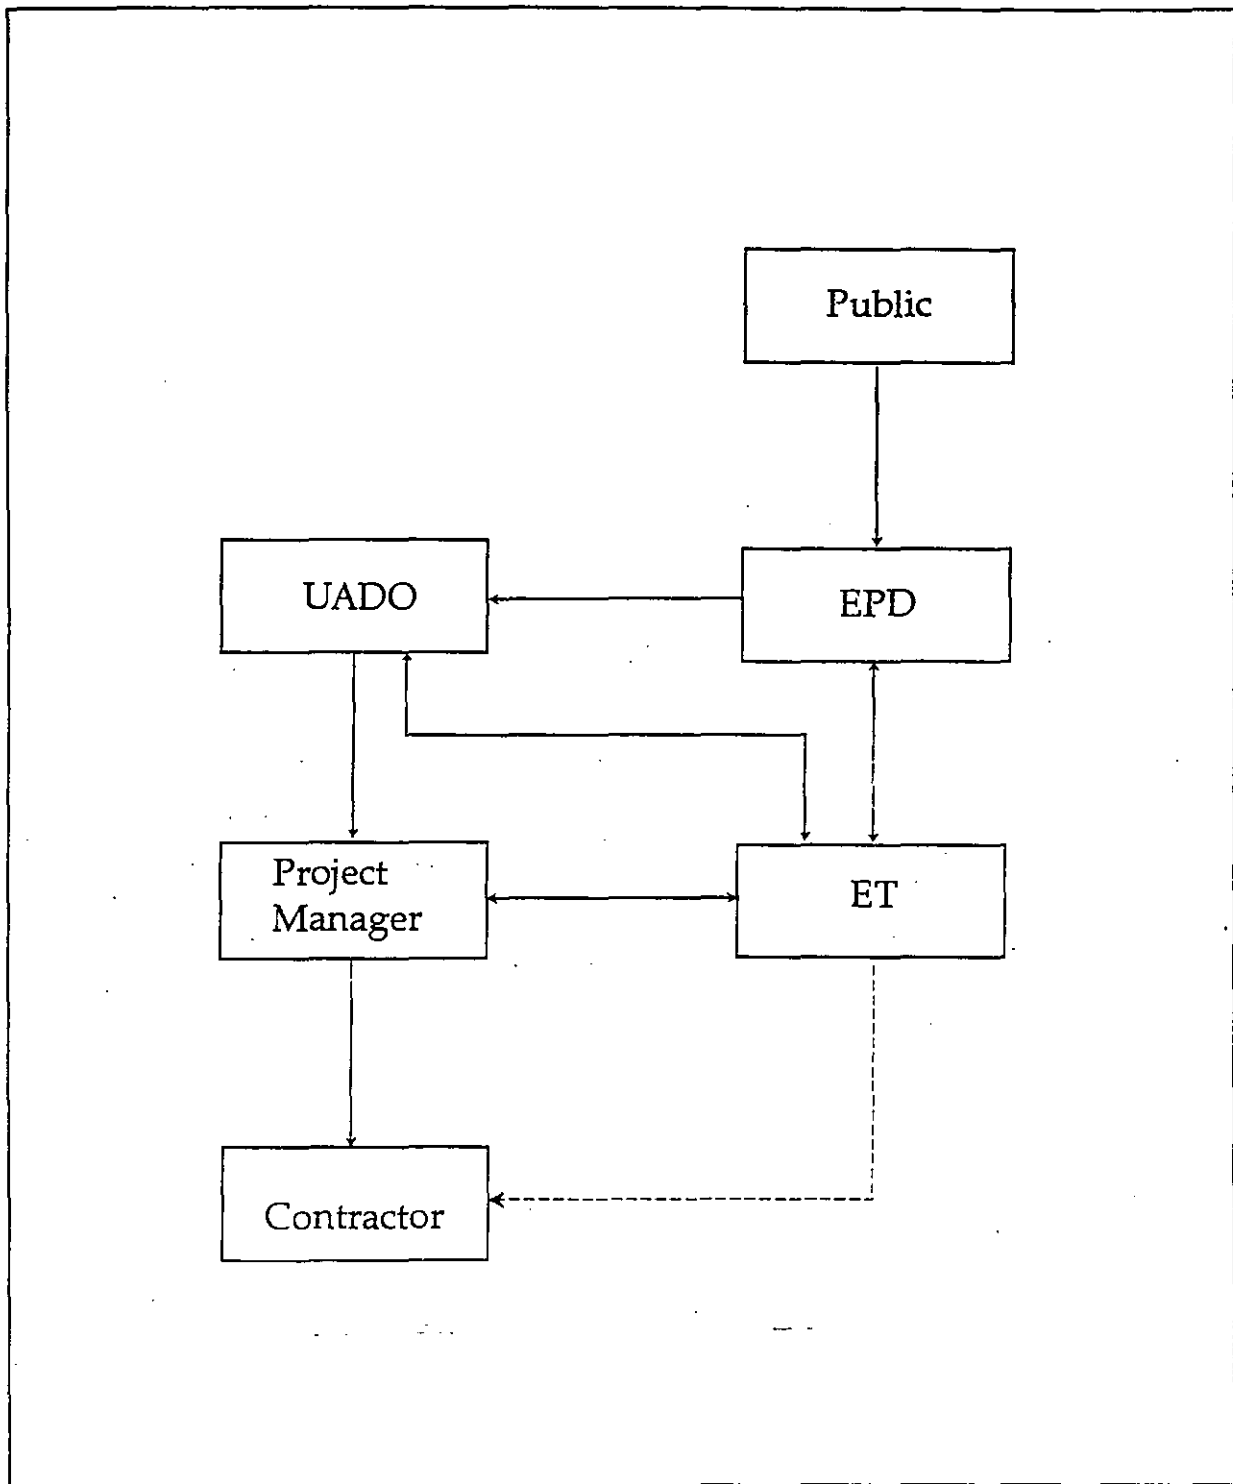 Public
UADO
EPD
Project
Manager
ET
Contractor